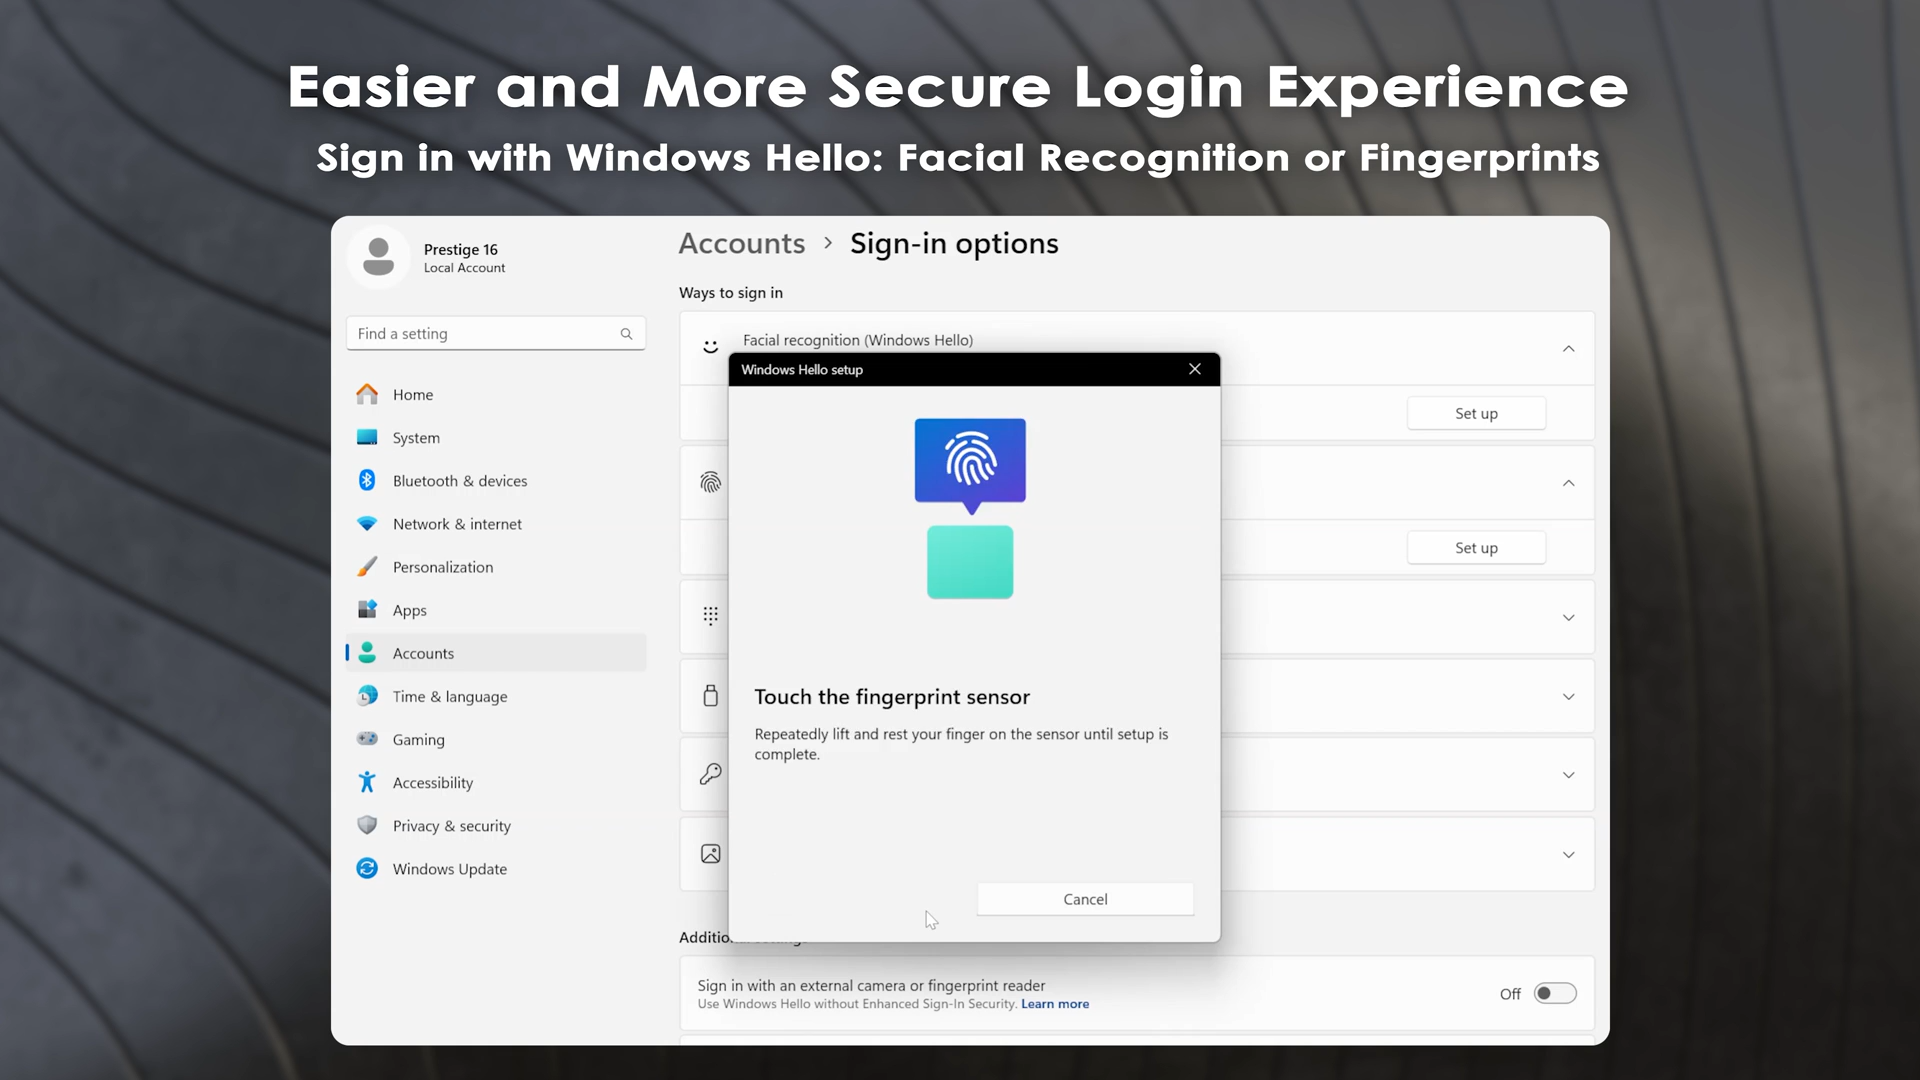 Easier and More Secure Login Experience
Sign in with Windows Hello: Facial Recognition or Fingerprints
Prestige 16
Local Account
Find a setting
Home
System
Bluetooth & devices
Network & internet
Personalization
Apps
Accounts
Time & language
Gaming
Accessibility
Privacy & security
Windows Update
Accounts > Sign-in options
Ways to sign in
Facial recognition (Windows Hello)
Set up
Set up
Windows Hello setup
Touch the fingerprint sensor
Repeatedly lift and rest your finger on the sensor until setup is
complete.
Cancel
Sign in with an external camera or fingerprint reader
Use Windows Hello without Enhanced Sign-In Security. Learn more
Off